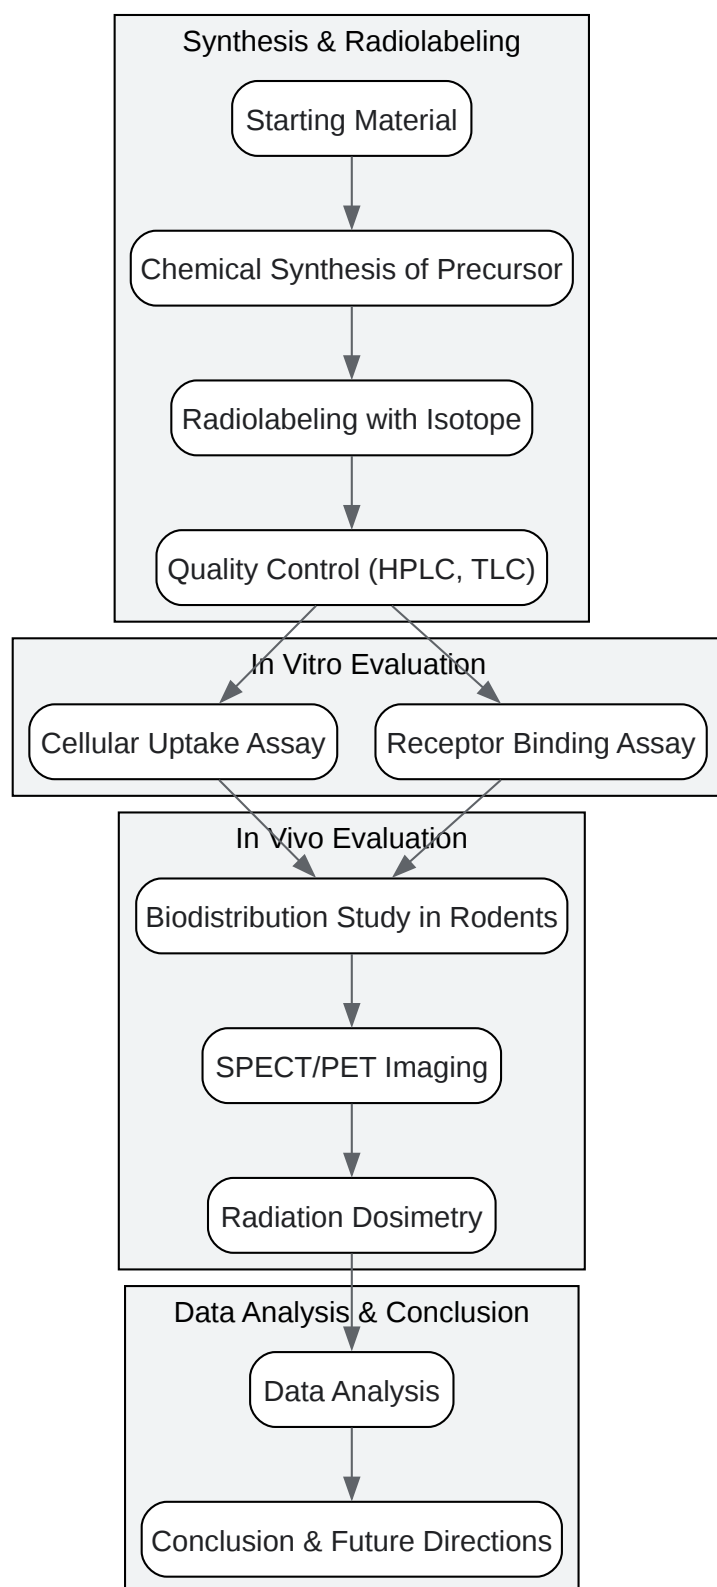 Synthesis & Radiolabeling
Starting Material
Chemical Synthesis of Precursor
Radiolabeling with Isotope
Quality Control (HPLC, TLC)
In Vitro Evaluation
Cellular Uptake Assay
Receptor Binding Assay
In Vivo Evaluation
Biodistribution Study in Rodents
SPECT/PET Imaging
Radiation Dosimetry
Data Analysis & Conclusion
Data Analysis
Conclusion & Future Directions